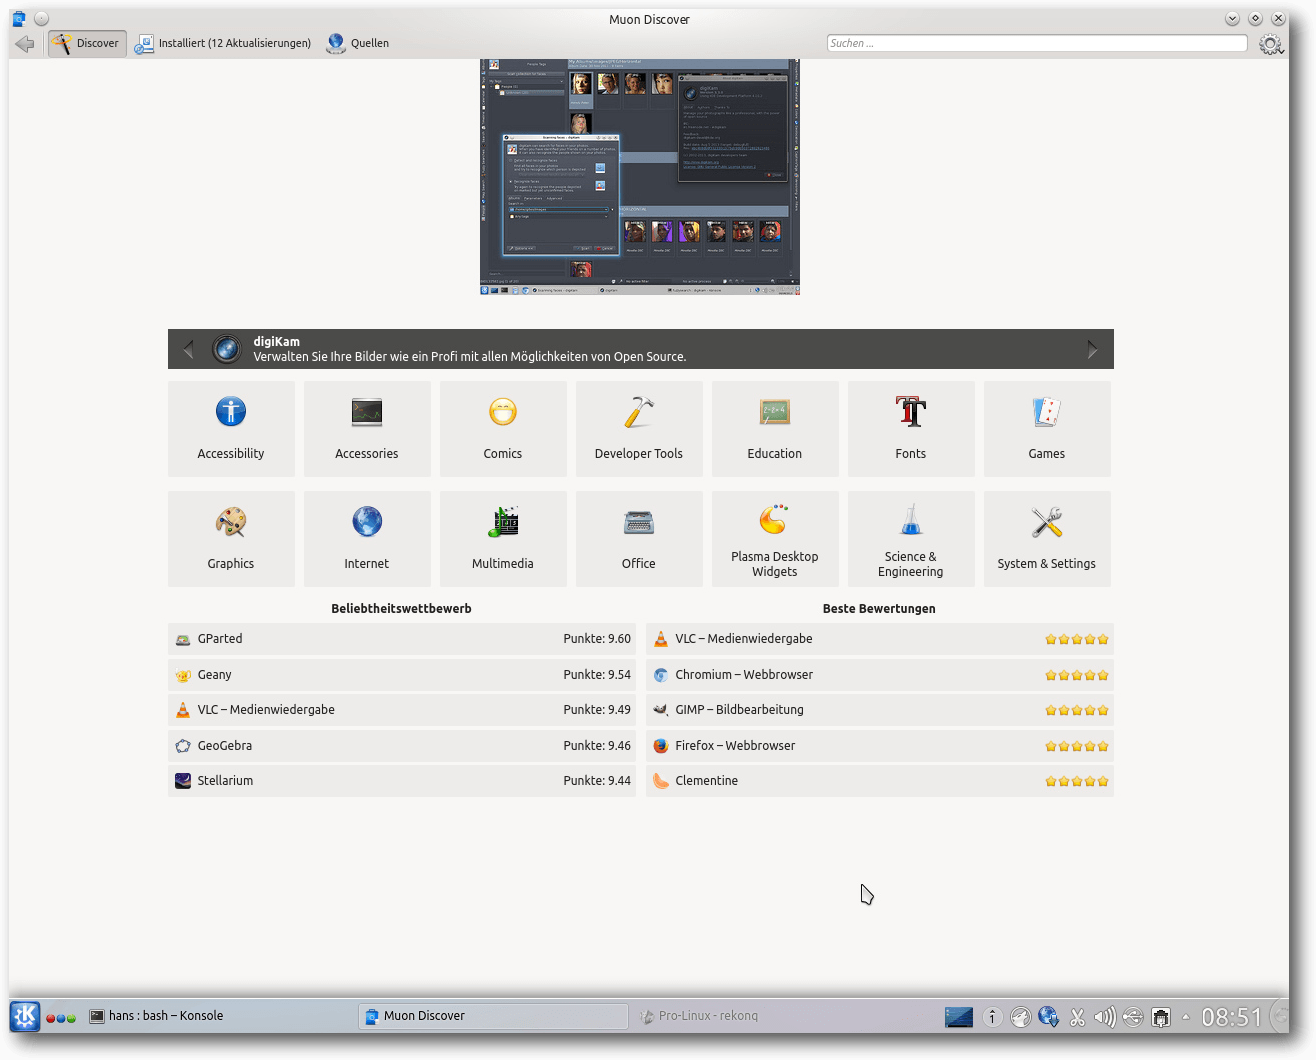 Muon Discover
Discover
Installiert (12 Aktualisierungen)
Quellen
Suchen ...
digiKam
Verwalten Sie Ihre Bilder wie ein Profi mit allen Möglichkeiten von Open Source.
Accessibility
Accessories
Comics
Developer Tools
Education
Fonts
Games
Graphics
Internet
Multimedia
Office
Plasma Desktop
Widgets
Science &
Engineering
System & Settings
Beliebtheitswettbewerb
GParted Punkte: 9.60
Geany Punkte: 9.54
VLC – Medienwiedergabe Punkte: 9.49
GeoGebra Punkte: 9.46
Stellarium Punkte: 9.44
Beste Bewertungen
VLC – Medienwiedergabe
Chromium – Webbrowser
GIMP – Bildbearbeitung
Firefox – Webbrowser
Clementine
hans : bash – Konsole
Muon Discover
Pro-Linux - rekonq
08:51